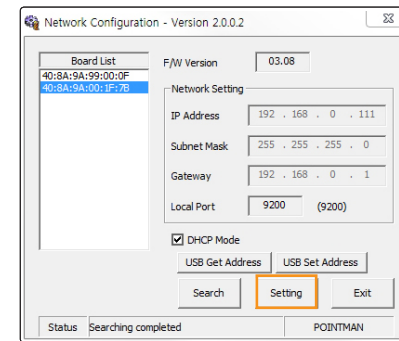 Network Configuration - Version 2.0.0.2
Board List
40:8A:9A:99:00:0F
40:8A:9A:00:1F:7B
F/W Version 03.08
Network Setting
IP Address 192 . 168 . 0 . 111
Subnet Mask 255 . 255 . 255 . 0
Gateway 192 . 168 . 0 . 1
Local Port 9200 (9200)
DHCP Mode
USB Get Address USB Set Address
Search Setting Exit
Status Searching completed POINTMAN